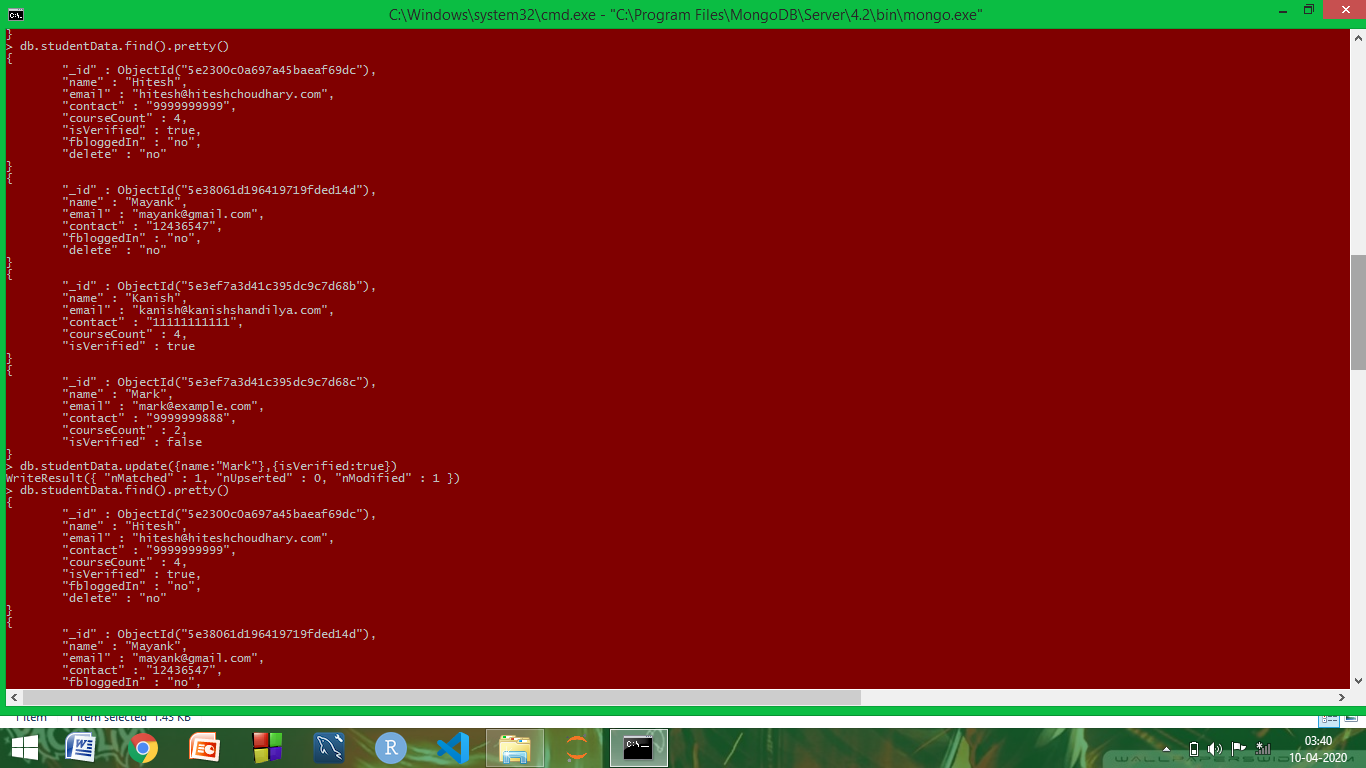 C:\Windows\system32\cmd.exe - "C:\Program Files\MongoDB\Server\4.2\bin\mongo.exe"
}
> db.studentData.find().pretty()
{
"_id" : ObjectId("5e2300c0a697a45baeaf69dc"),
"name" : "Hitesh",
"email" : "hitesh@hiteshchoudhary.com",
"contact" : "9999999999",
"courseCount" : 4,
"isVerified" : true,
"fbloggedIn" : "no",
"delete" : "no"
}
{
"_id" : ObjectId("5e38061d196419719fded14d"),
"name" : "Mayank",
"email" : "mayank@gmail.com",
"contact" : "12436547",
"fbloggedIn" : "no",
"delete" : "no"
}
{
"_id" : ObjectId("5e3ef7a3d41c395dc9c7d68b"),
"name" : "Kanish",
"email" : "kanish@kanishshandilya.com",
"contact" : "11111111111",
"courseCount" : 4,
"isVerified" : true
}
{
"_id" : ObjectId("5e3ef7a3d41c395dc9c7d68c"),
"name" : "Mark",
"email" : "mark@example.com",
"contact" : "9999999888",
"courseCount" : 2,
"isVerified" : false
}
> db.studentData.update({name:"Mark"},{isVerified:true})
WriteResult({ "nMatched" : 1, "nUpserted" : 0, "nModified" : 1 })
> db.studentData.find().pretty()
{
"_id" : ObjectId("5e2300c0a697a45baeaf69dc"),
"name" : "Hitesh",
"email" : "hitesh@hiteshchoudhary.com",
"contact" : "9999999999",
"courseCount" : 4,
"isVerified" : true,
"fbloggedIn" : "no",
"delete" : "no"
}
{
"_id" : ObjectId("5e38061d196419719fded14d"),
"name" : "Mayank",
"email" : "mayank@gmail.com",
"contact" : "12436547",
"fbloggedIn" : "no",
1 item 1 item selected 1.45 KB
03:40
10-04-2020